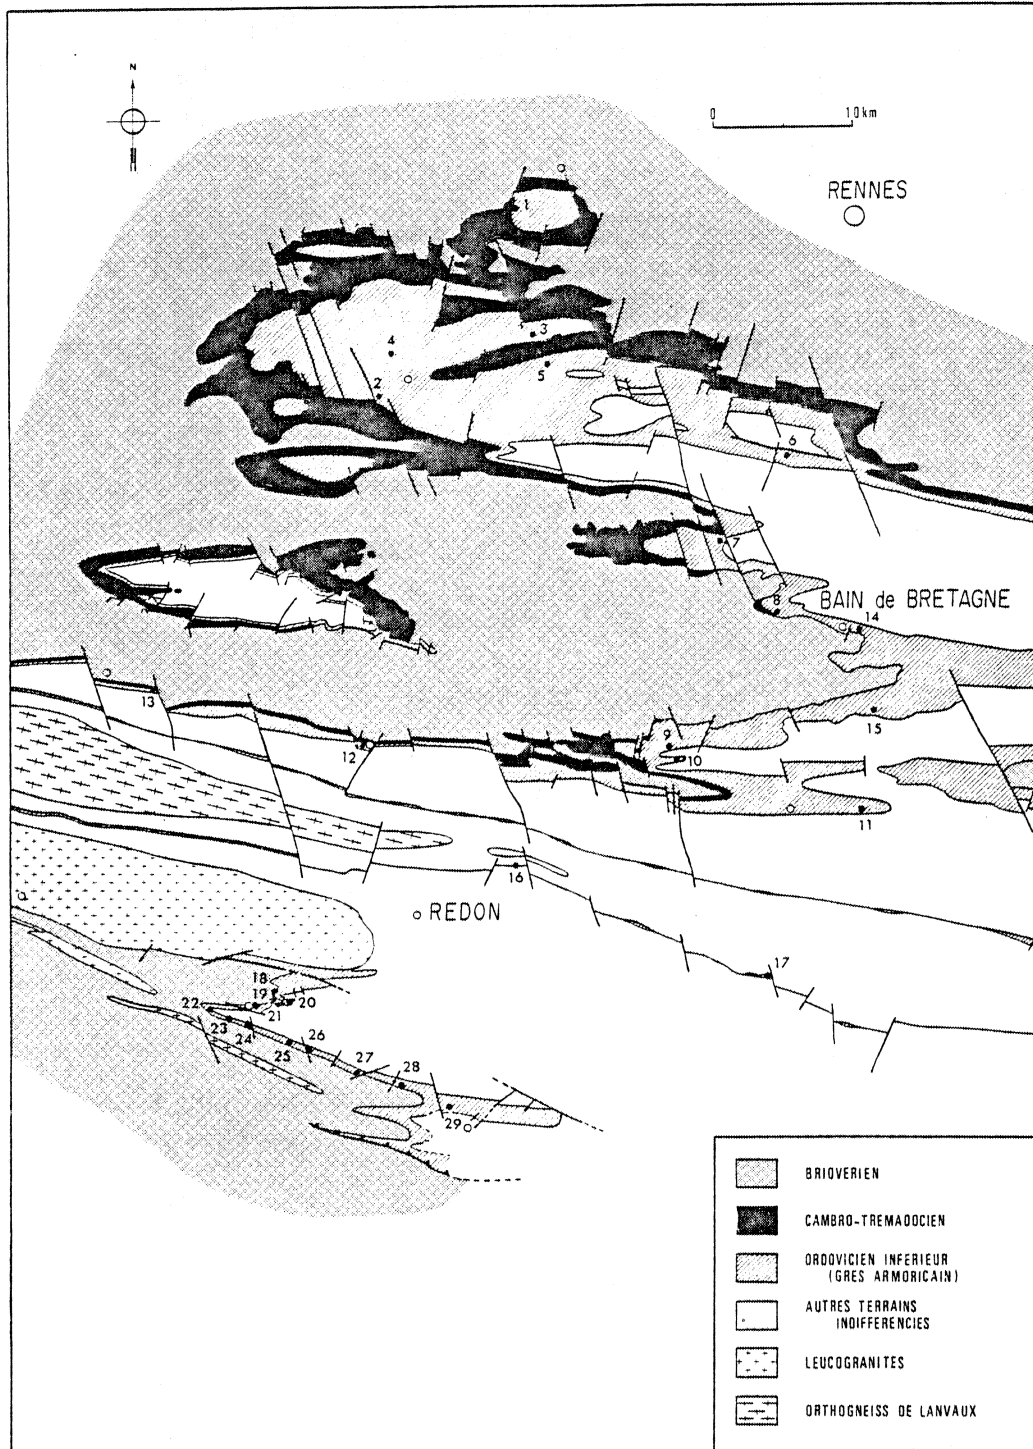 N
0 10 km
RENNES
1
3
4
5
2
6
7
8
BAIN de BRETAGNE
14
13
15
12
9
10
11
16
REDON
17
18
19
20
22
21
23
24
25
26
27
28
29
BRIOVERIEN
CAMBRO-TREMADOCIEN
ORDOVICIEN INFERIEUR
(GRES ARMORICAIN)
AUTRES TERRAINS
INDIFFERENCIES
LEUCOGRANITES
ORTHOGNEISS DE LANVAUX